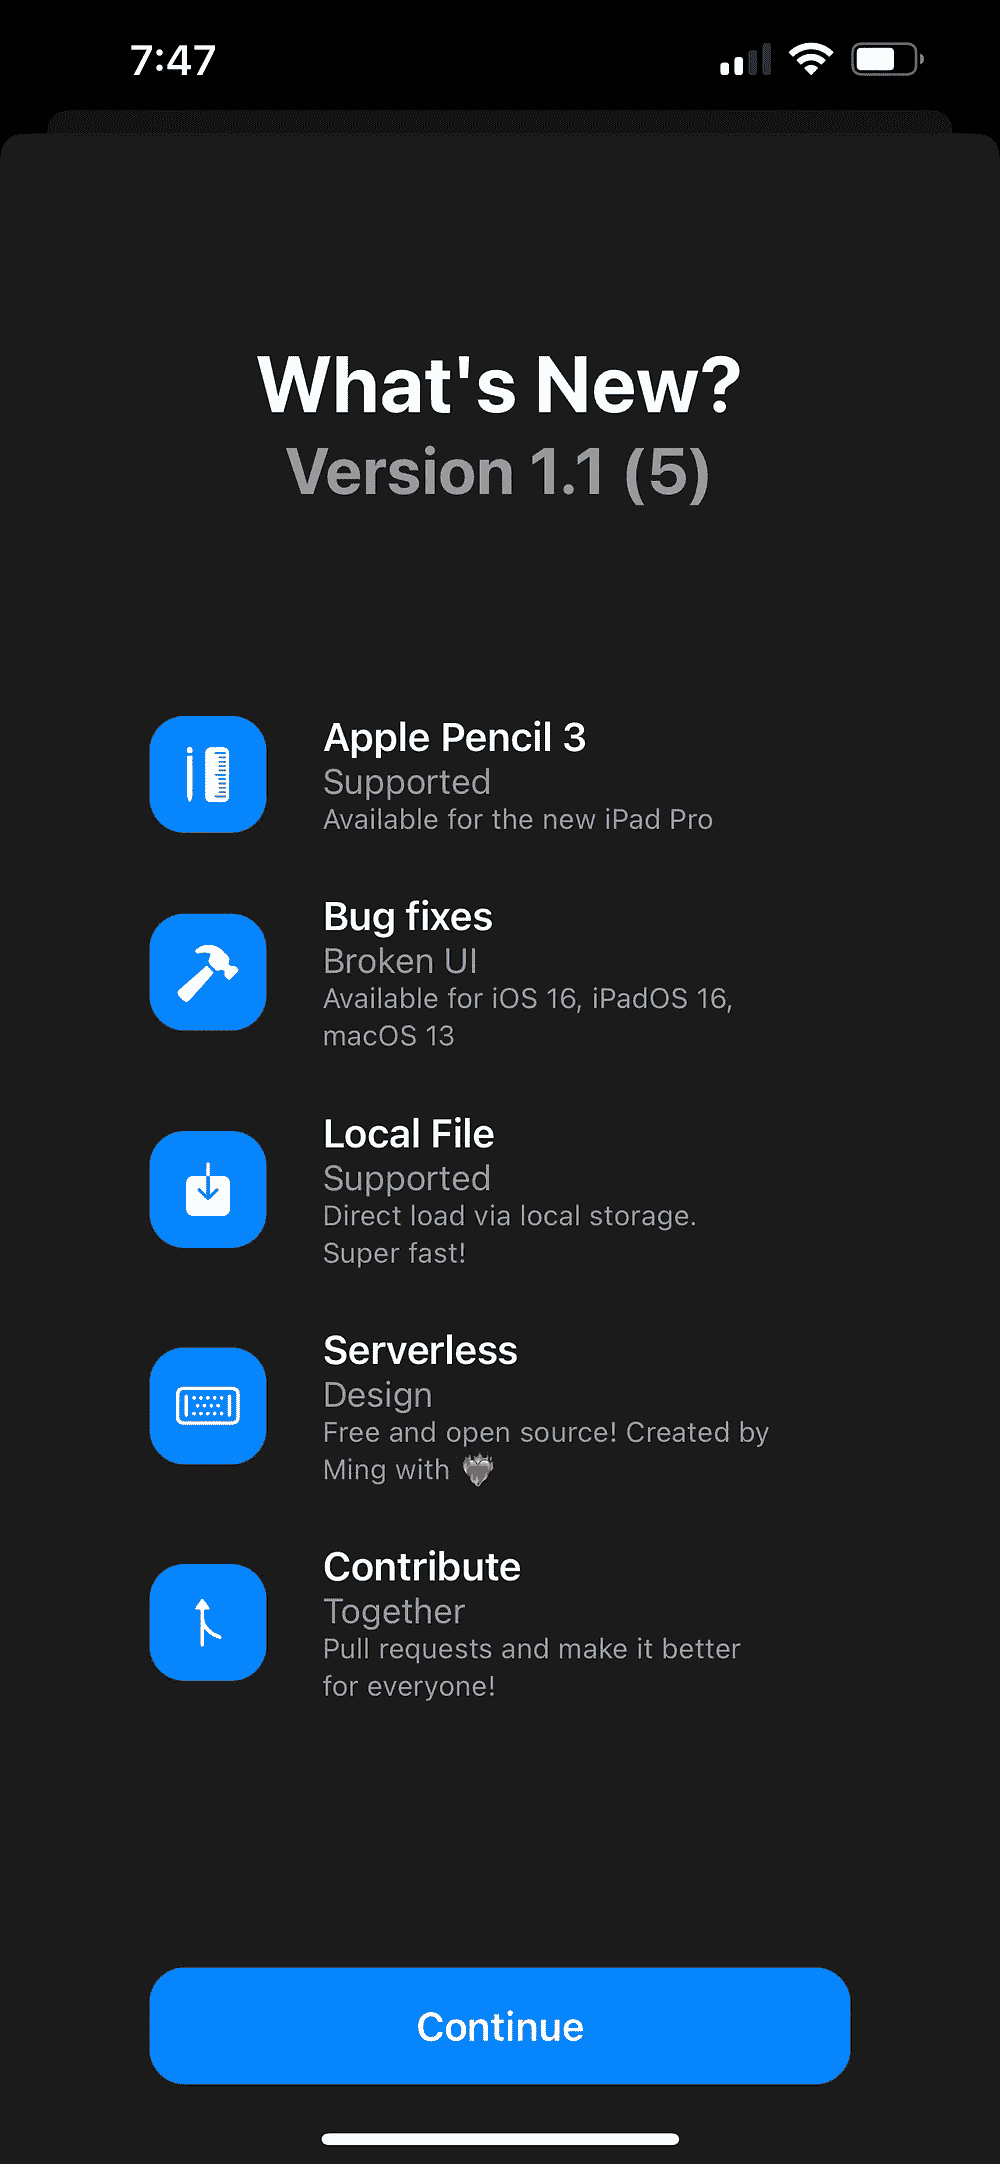 7:47
What's New?
Version 1.1 (5)
Apple Pencil 3
Supported
Available for the new iPad Pro
Bug fixes
Broken UI
Available for iOS 16, iPadOS 16,
macOS 13
Local File
Supported
Direct load via local storage.
Super fast!
Serverless
Design
Free and open source! Created by
Ming with ❤️‍🔥
Contribute
Together
Pull requests and make it better
for everyone!
Continue